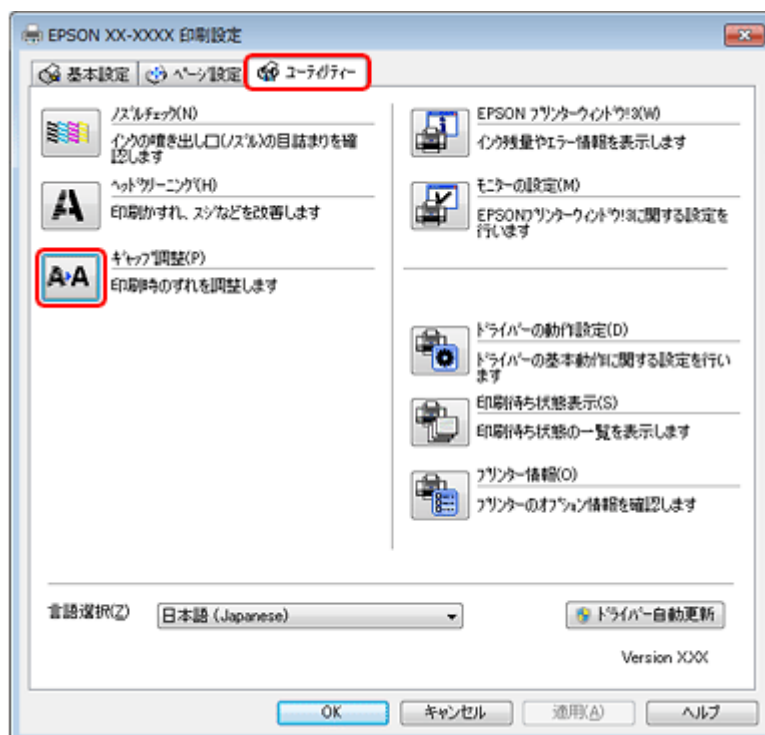 EPSON XX-XXXX 印刷設定
基本設定
ページ設定
ユーティリティー
ノズルチェック(N)
インクの噴き出し口(ノズル)の目詰まりを確
認します
ヘッドクリーニング(H)
印刷かすれ、スジなどを改善します
ギャップ調整(P)
印刷時のずれを調整します
EPSON プリンターウィンドウ!3(W)
インク残量やエラー情報を表示します
モニターの設定(M)
EPSONプリンターウィンドウ!3に関する設定を
行います
ドライバーの動作設定(D)
ドライバーの基本動作に関する設定を行い
ます
印刷待ち状態表示(S)
印刷待ち状態の一覧を表示します
プリンター情報(O)
プリンターのオプション情報を確認します
言語選択(Z)
日本語 (Japanese)
ドライバー自動更新
Version XXX
OK
キャンセル
適用(A)
ヘルプ